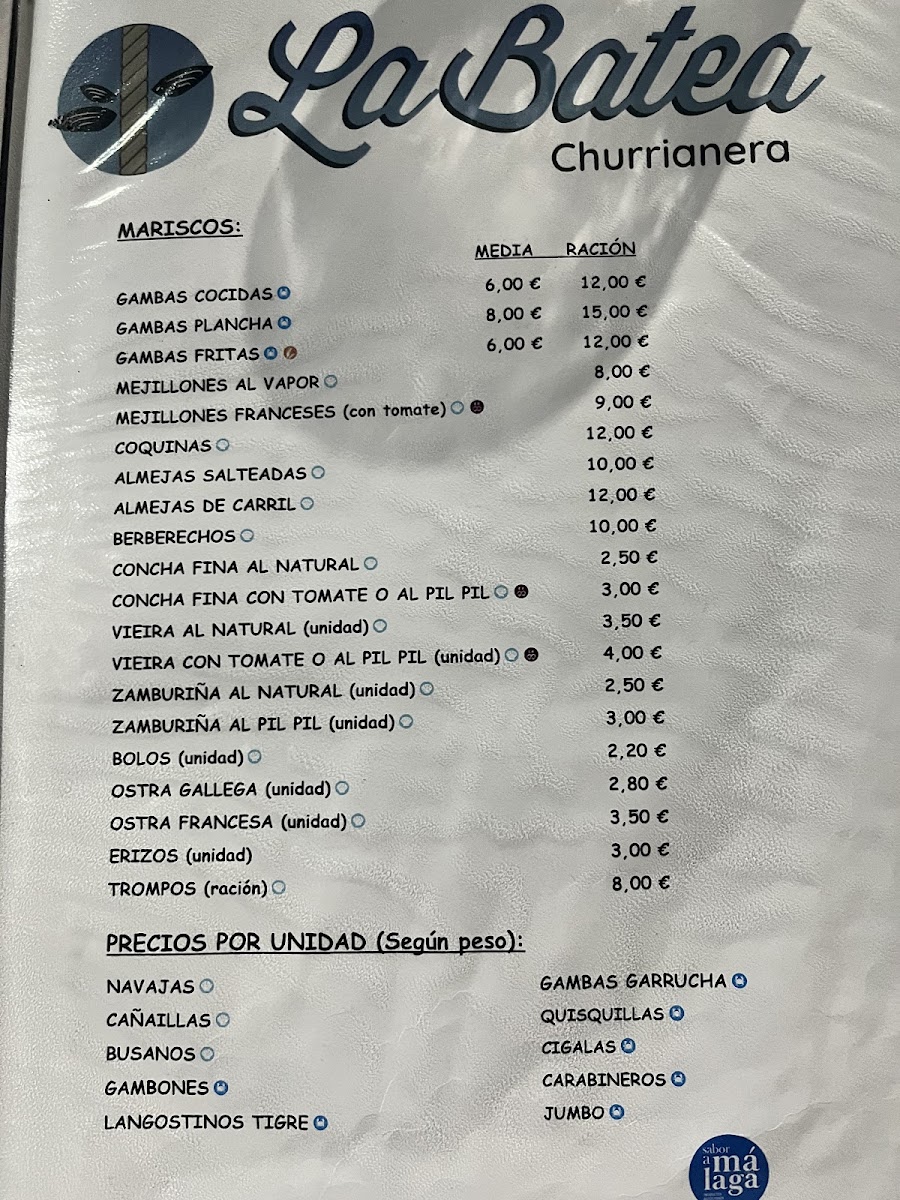 La Batea
Churrianera
MARISCOS:
MEDIA RACIÓN
GAMBAS COCIDAS 6,00 € 12,00 €
GAMBAS PLANCHA 8,00 € 15,00 €
GAMBAS FRITAS 6,00 € 12,00 €
MEJILLONES AL VAPOR 8,00 €
MEJILLONES FRANCESES (con tomate) 9,00 €
COQUINAS 12,00 €
ALMEJAS SALTEADAS 10,00 €
ALMEJAS DE CARRIL 12,00 €
BERBERECHOS 10,00 €
CONCHA FINA AL NATURAL 2,50 €
CONCHA FINA CON TOMATE O AL PIL PIL 3,00 €
VIEIRA AL NATURAL (unidad) 3,50 €
VIEIRA CON TOMATE O AL PIL PIL (unidad) 4,00 €
ZAMBURIÑA AL NATURAL (unidad) 2,50 €
ZAMBURIÑA AL PIL PIL (unidad) 3,00 €
BOLOS (unidad) 2,20 €
OSTRA GALLEGA (unidad) 2,80 €
OSTRA FRANCESA (unidad) 3,50 €
ERIZOS (unidad) 3,00 €
TROMPOS (ración) 8,00 €
PRECIOS POR UNIDAD (Según peso):
NAVAJAS
CAÑAILLAS
BUSANOS
GAMBONES
LANGOSTINOS TIGRE
GAMBAS GARRUCHA
QUISQUILLAS
CIGALAS
CARABINEROS
JUMBO
sabor
a má
laga